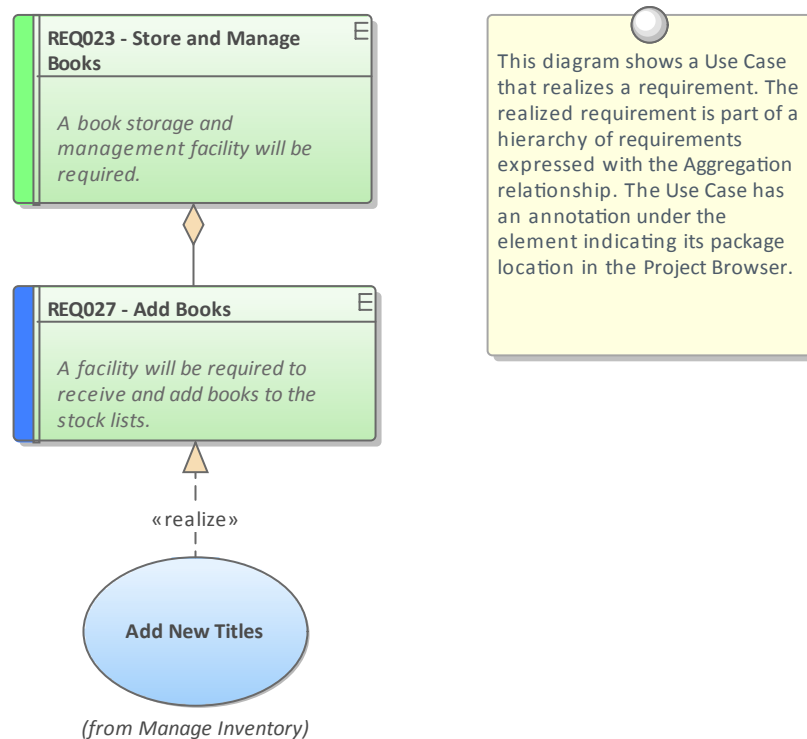 REQ023 - Store and Manage
Books
E
A book storage and
management facility will be
required.
REQ027 - Add Books
E
A facility will be required to
receive and add books to the
stock lists.
«realize»
Add New Titles
(from Manage Inventory)
This diagram shows a Use Case
that realizes a requirement. The
realized requirement is part of a
hierarchy of requirements
expressed with the Aggregation
relationship. The Use Case has
an annotation under the
element indicating its package
location in the Project Browser.